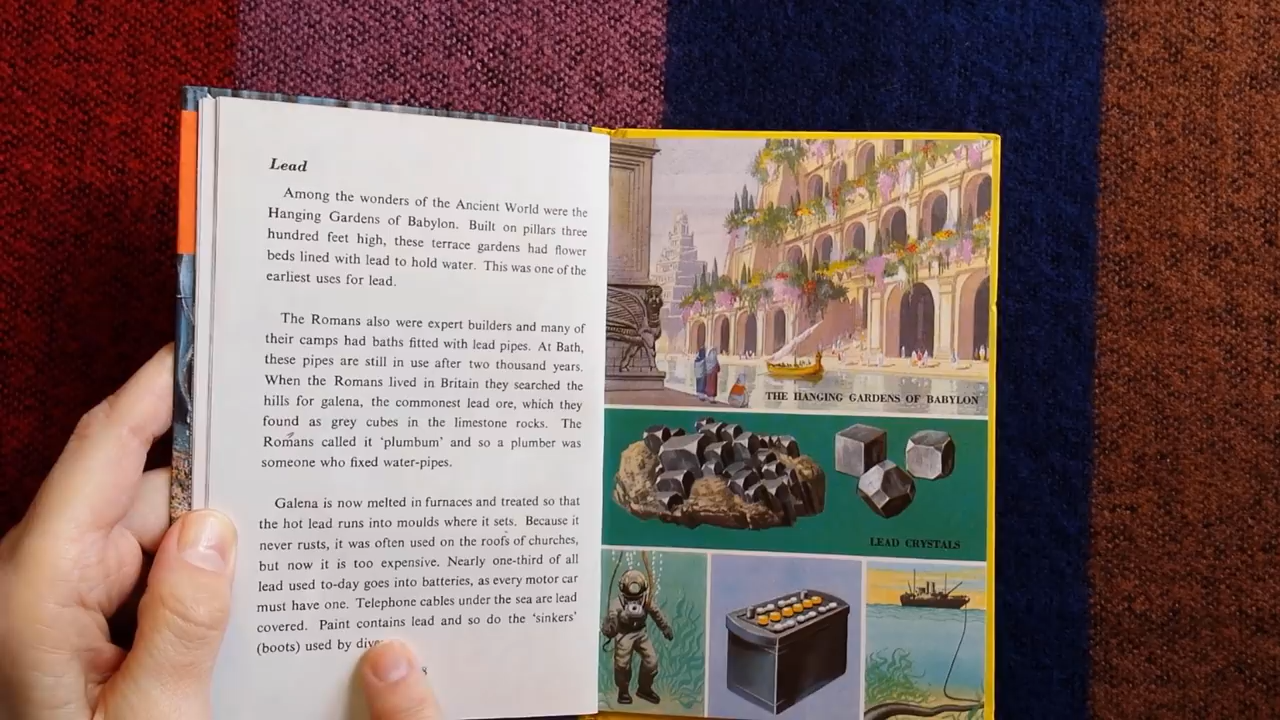 Lead
Among the wonders of the Ancient World were the
Hanging Gardens of Babylon. Built on pillars three
hundred feet high, these terrace gardens had flower
beds lined with lead to hold water. This was one of the
earliest uses for lead.
The Romans also were expert builders and many of
their camps had baths fitted with lead pipes. At Bath,
these pipes are still in use after two thousand years.
When the Romans lived in Britain they searched the
hills for galena, the commonest lead ore, which they
found as grey cubes in the limestone rocks. The
Romans called it 'plumbum' and so a plumber was
someone who fixed water-pipes.
Galena is now melted in furnaces and treated so that
the hot lead runs into moulds where it sets. Because it
never rusts, it was often used on the roofs of churches,
but now it is too expensive. Nearly one-third of all
lead used to-day goes into batteries, as every motor car
must have one. Telephone cables under the sea are lead
covered. Paint contains lead and so do the 'sinkers'
(boots) used by
THE HANGING GARDENS OF BABYLON
LEAD CRYSTALS